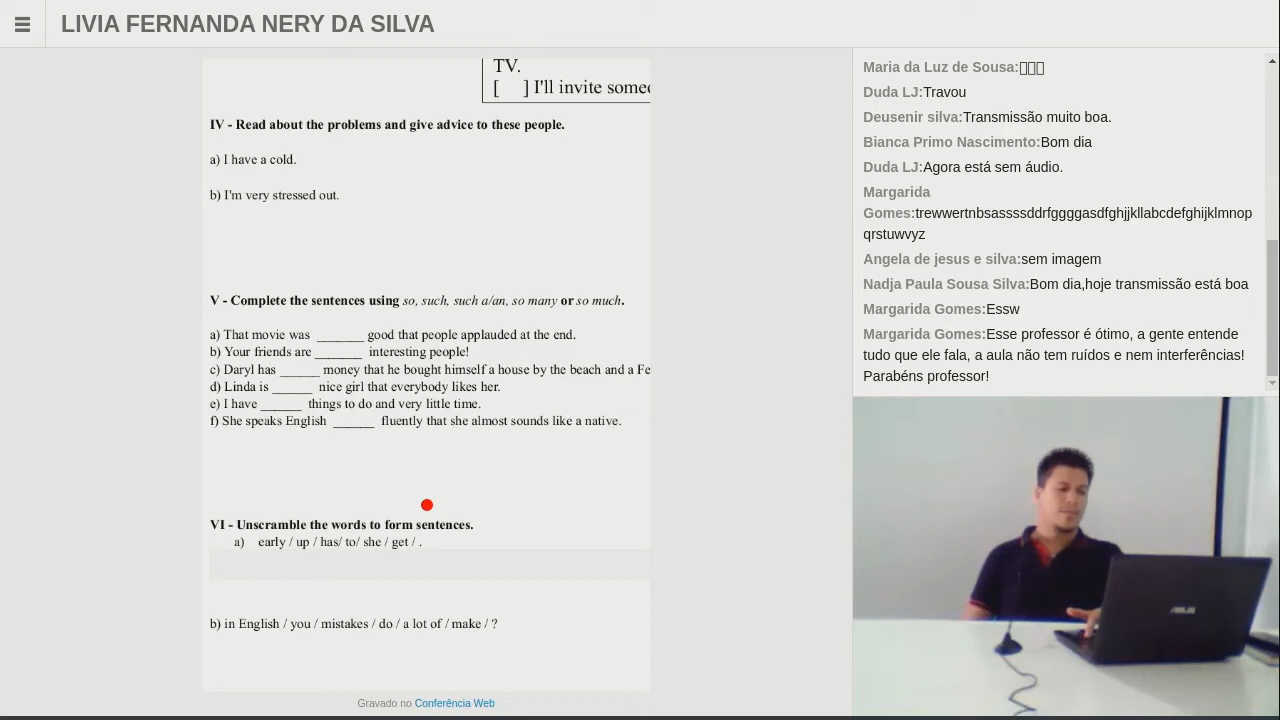 LIVIA FERNANDA NERY DA SILVA
TV.
[ ] I'll invite
IV - Read about the problems and give advice to these people.
a) I have a cold.
b) I'm very stressed out.
V - Complete the sentences using so, such, such a/an, so many or so much.
a) That movie was _______ good that people applauded at the end.
b) Your friends are _______ interesting people!
c) Daryl has ______ money that he bought himself a house by the beach and a Fe
d) Linda is ______ nice girl that everybody likes her.
e) I have ______ things to do and very little time.
f) She speaks English ______ fluently that she almost sounds like a native.
VI - Unscramble the words to form sentences.
a) early / up / has/ to/ she / get / .
b) in English / you / mistakes / do / a lot of / make / ?
Gravado no Conferência Web
Maria da Luz de Sousa:
Duda LJ:Travou
Deusenir silva:Transmissão muito boa.
Bianca Primo Nascimento:Bom dia
Duda LJ:Agora está sem áudio.
Margarida
Gomes:trewwertnbsassssddrfggggasdfghjjkllabcdefghijklmnop
qrstuwvyz
Angela de jesus e silva:sem imagem
Nadja Paula Sousa Silva:Bom dia,hoje transmissão está boa
Margarida Gomes:Essw
Margarida Gomes:Esse professor é ótimo, a gente entende
tudo que ele fala, a aula não tem ruídos e nem interferências!
Parabéns professor!
ASUS